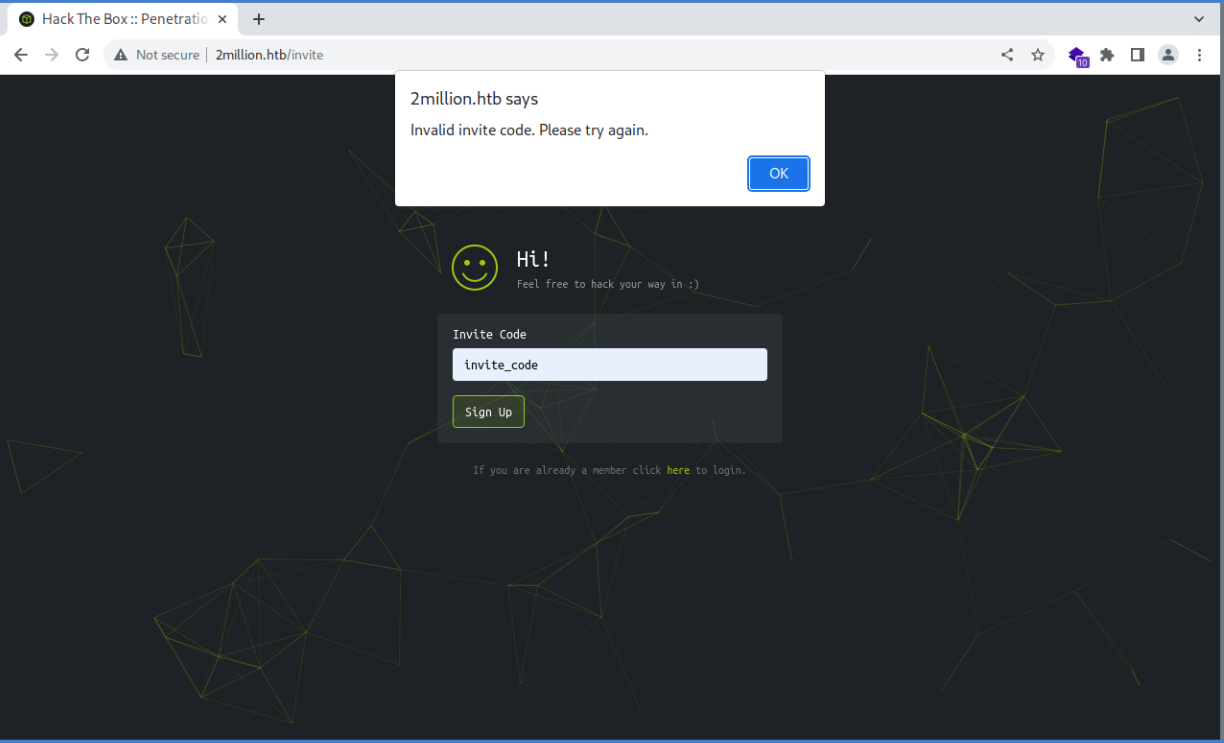 Hack The Box :: Penetratio
Not secure
2million.htb/invite
10
2million.htb says
Invalid invite code. Please try again.
OK
Hi!
Feel free to hack your way in :)
Invite Code
invite_code
Sign Up
If you are already a member click here to login.